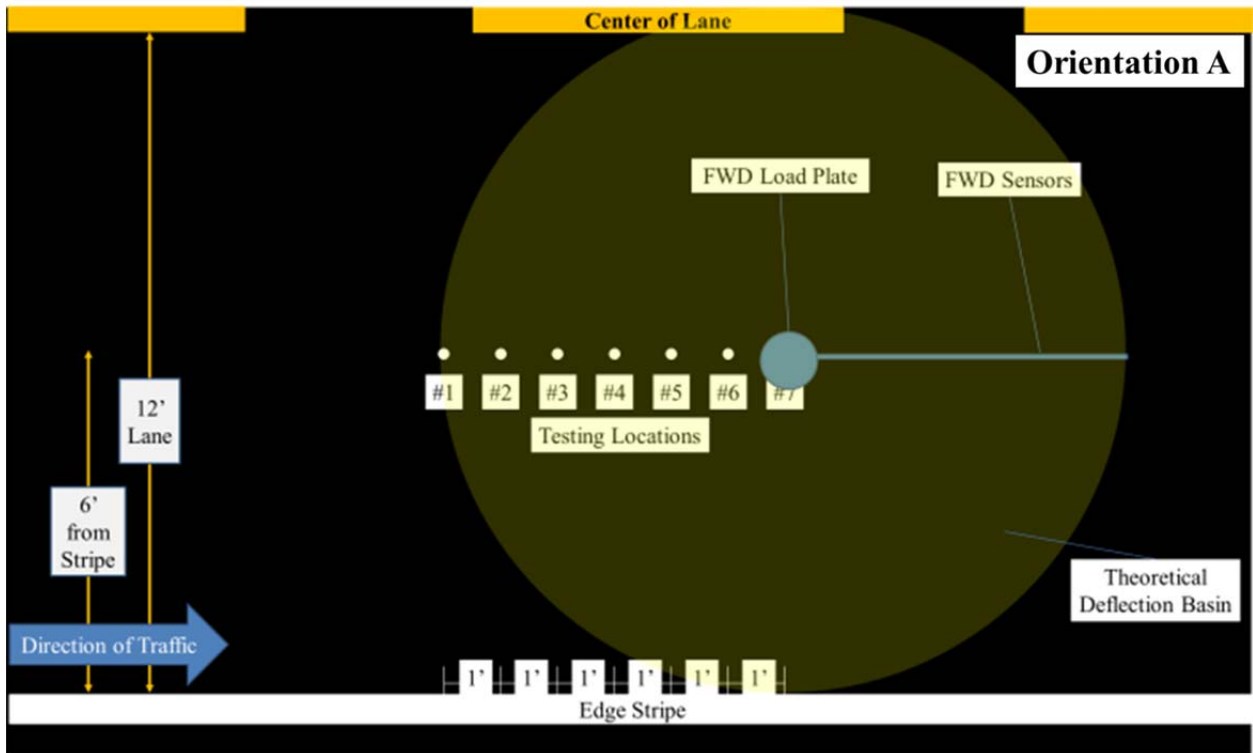 Center of Lane
Orientation A
FWD Load Plate
FWD Sensors
#1 #2 #3 #4 #5 #6 #7
Testing Locations
12’
Lane
6’
from
Stripe
Theoretical
Deflection Basin
Direction of Traffic
1’ 1’ 1’ 1’ 1’ 1’
Edge Stripe